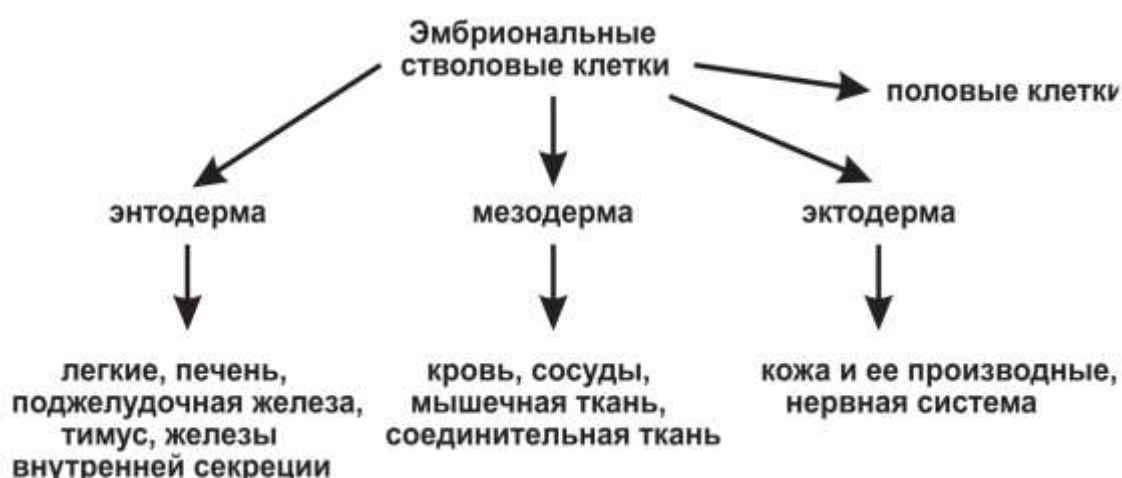 Эмбриональные
стволовые клетки
половые клетки
энтодерма
мезодерма
эктодерма
легкие, печень,
поджелудочная железа,
тимус, железы
внутренней секреции
кровь, сосуды,
мышечная ткань,
соединительная ткань
кожа и ее производные,
нервная система